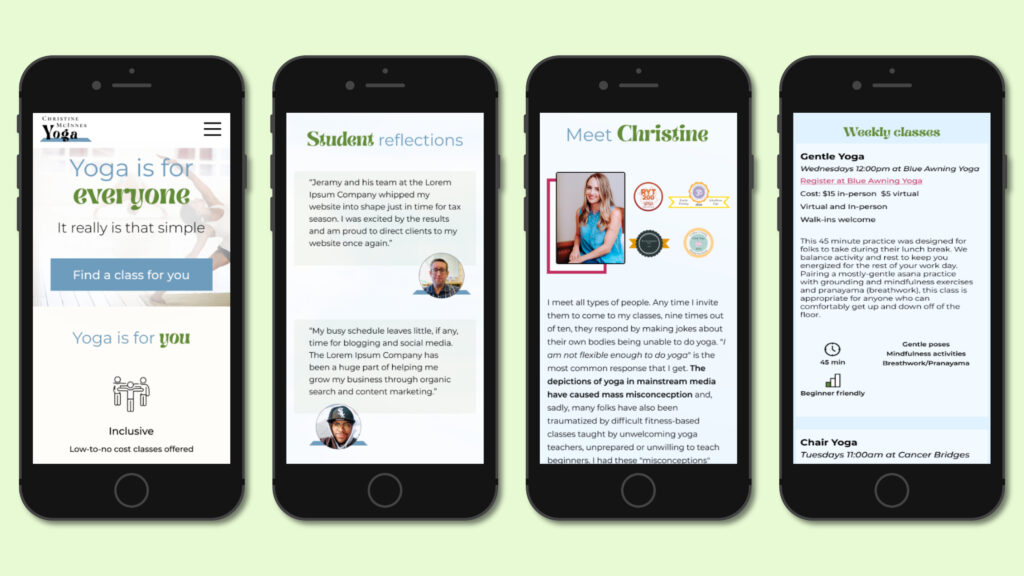 CHRISTINE
MCINNES
Yoga
Yoga is for
everyone
It really is that simple
Find a class for you
Yoga is for you
Inclusive
Low-to-no cost classes offered
Student reflections
"Jeramy and his team at the Lorem
Ipsum Company whipped my
website into shape just in time for tax
season. I was excited by the results
and am proud to direct clients to my
website once again."
"My busy schedule leaves little, if any,
time for blogging and social media.
The Lorem Ipsum Company has
been a huge part of helping me
grow my business through organic
search and content marketing."
Meet Christine
RYT
200
I meet all types of people. Any time I invite
them to come to my classes, nine times out
of ten, they respond by making jokes about
their own bodies being unable to do yoga. "I
am not flexible enough to do yoga" is the
most common response that I get. The
depictions of yoga in mainstream media
have caused mass misconcecption and,
sadly, many folks have also been
traumatized by difficult fitness-based
classes taught by unwelcoming yoga
teachers, unprepared or unwilling to teach
beginners. I had these "misconceptions"
Weekly classes
Gentle Yoga
Wednesdays 12:00pm at Blue Awning Yoga
Register at Blue Awning Yoga
Cost: $15 in-person $5 virtual
Virtual and In-person
Walk-ins welcome
This 45 minute practice was designed for
folks to take during their lunch break. We
balance activity and rest to keep you
energized for the rest of your work day.
Pairing a mostly-gentle asana practice
with grounding and mindfulness exercises
and pranayama (breathwork), this class is
appropriate for anyone who can
comfortably get up and down off of the
floor.
45 min
Gentle poses
Mindfulness activities
Breathwork/Pranayama
Beginner friendly
Chair Yoga
Tuesdays 11:00am at Cancer Bridges